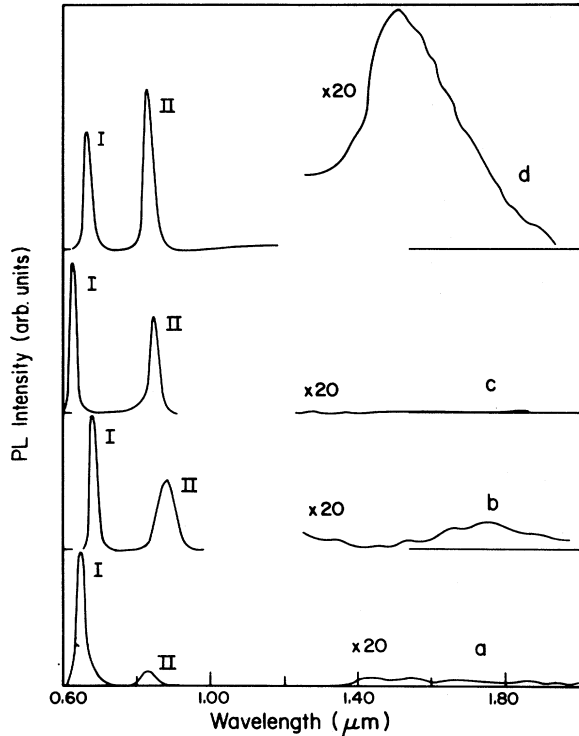 x20
I
II
d
I
II
x20
c
I
II
x20
b
I
II
x20
a
PL Intensity (arb. units)
0.60 1.00 1.40 1.80
Wavelength (μm)